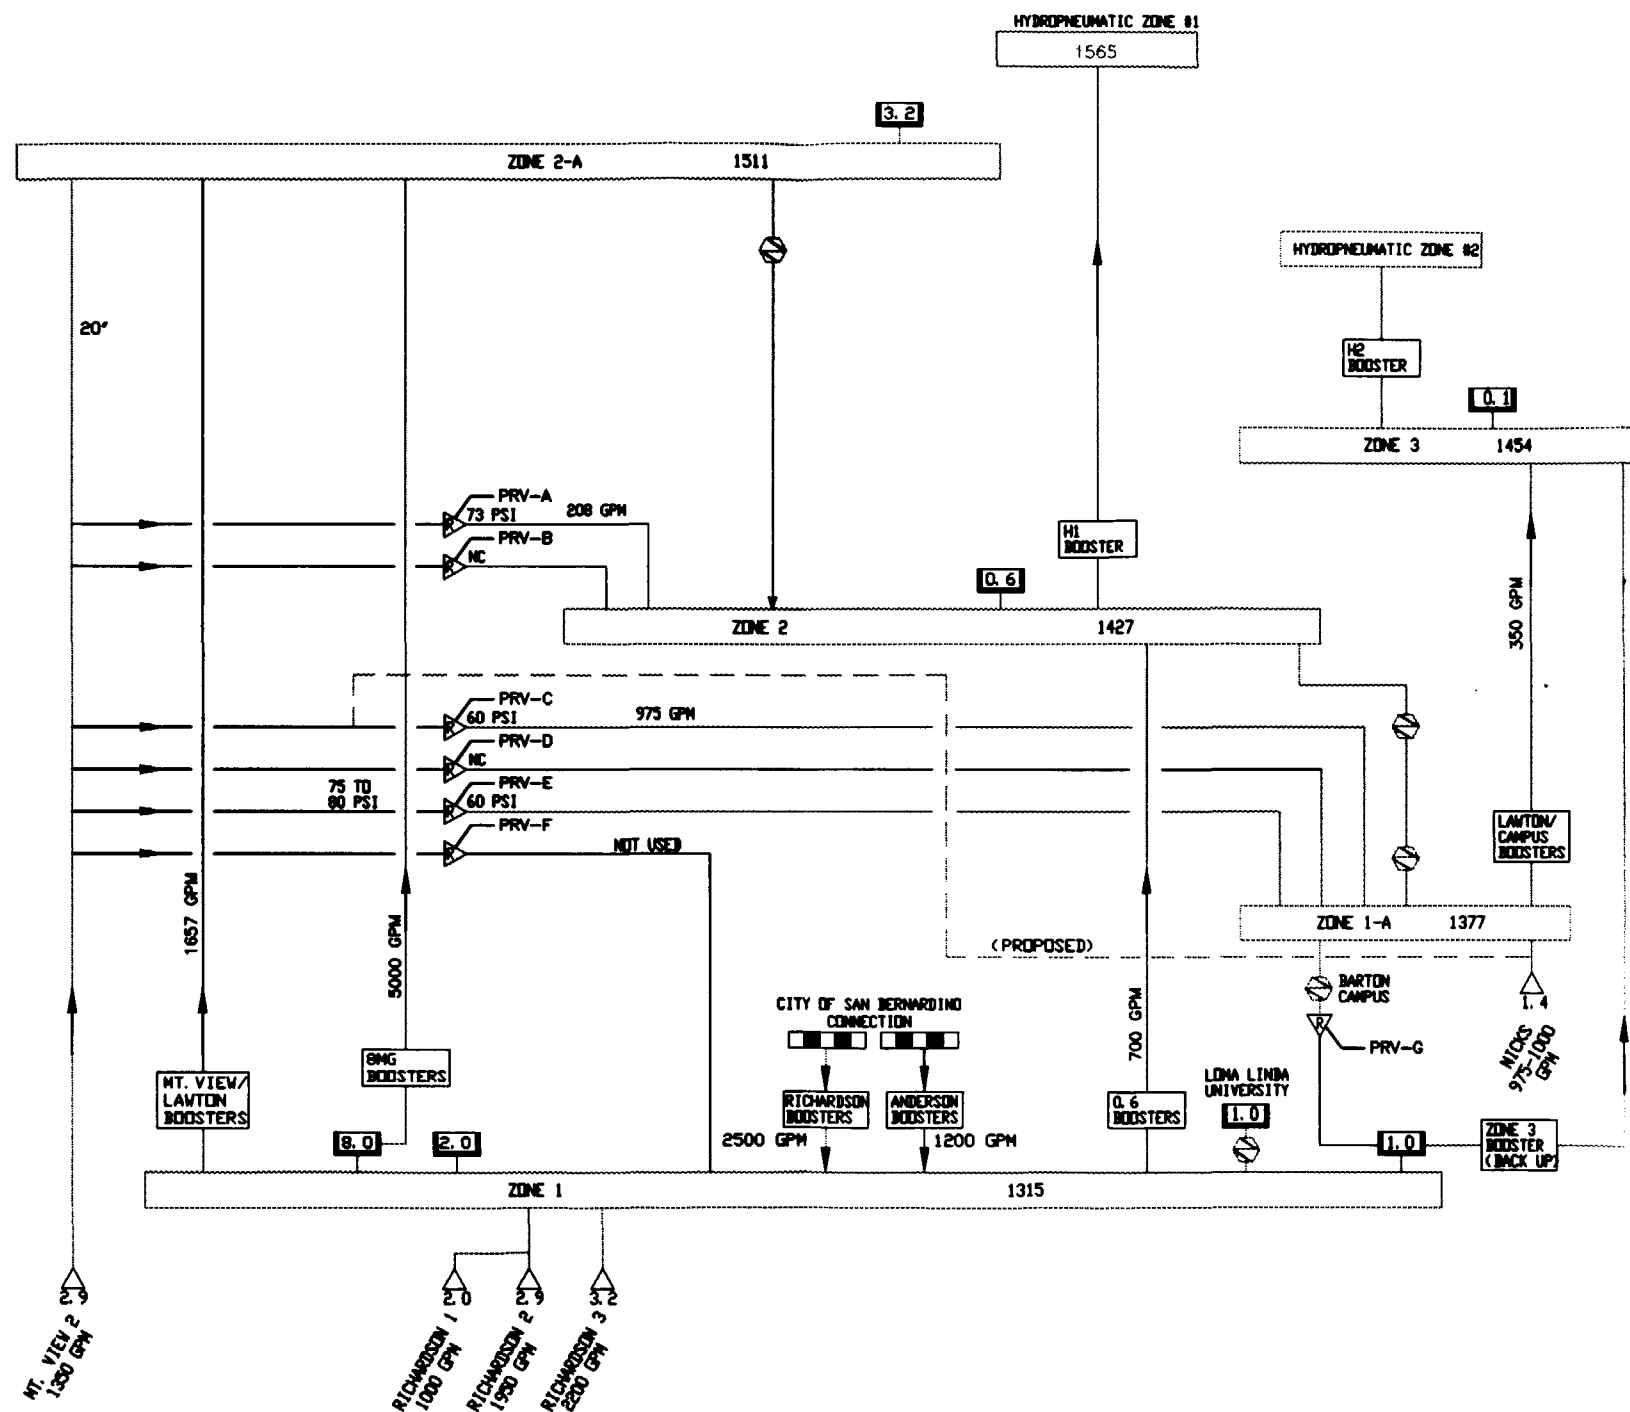 HYDROPNEUMATIC ZONE #1
1565
3.2
ZONE 2-A 1511
HYDROPNEUMATIC ZONE #2
20"
H2
BOOSTER
0.1
ZONE 3 1454
PRV-A
73 PSI
208 GPM
PRV-B
NC
H1
BOOSTER
0.6
350 GPM
ZONE 2 1427
PRV-C
60 PSI
975 GPM
PRV-D
NC
75 TO
80 PSI
PRV-E
60 PSI
PRV-F
NOT USED
LAWTON/
CAMPUS
BOOSTERS
1657 GPM
5000 GPM
ZONE 1-A 1377
(PROPOSED)
BARTON
CAMPUS
1.4
NICKS
975-1000
GPM
CITY OF SAN BERNARDINO
CONNECTION
700 GPM
R
PRV-G
8MG
BOOSTERS
MT. VIEW/
LAWTON
BOOSTERS
RICHARDSON
BOOSTERS
ANDERSON
BOOSTERS
0.6
BOOSTERS
LOMA LINDA
UNIVERSITY
1.0
8.0
2.0
2500 GPM
1200 GPM
1.0
ZONE 3
BOOSTER
(BACK UP)
ZONE 1 1315
2.9
MT. VIEW 2
1350 GPM
2.0
RICHARDSON 1
1000 GPM
2.9
RICHARDSON 2
1950 GPM
3.2
RICHARDSON 3
2200 GPM